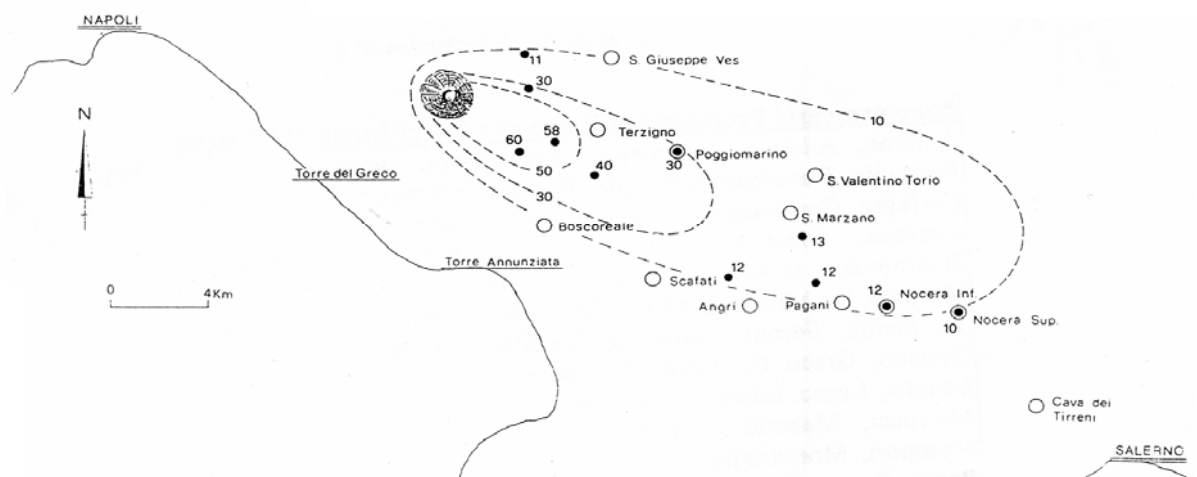 NAPOLI
11
S. Giuseppe Ves
30
10
N
58
60
Terzigno
Poggiomarino
30
50
40
Torre del Greco
30
S. Valentino Torio
S. Marzano
Boscoreale
13
Torre Annunziata
12
12
0 4Km
Scafati
12
Nocera Inf.
Angri
Pagani
10
Nocera Sup.
Cava dei
Tirreni
SALERNO